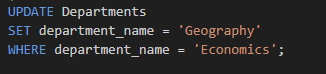 UPDATE Departments
SET department_name = 'Geography'
WHERE department_name = 'Economics';